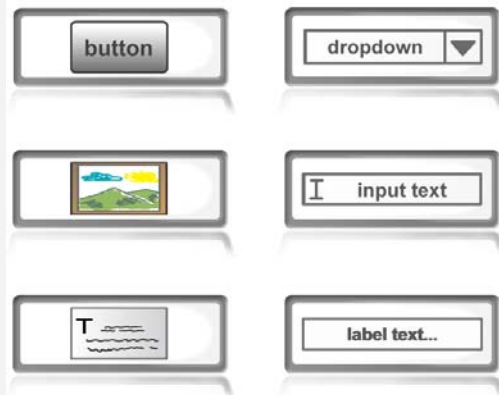 button
dropdown
input text
T
label text...